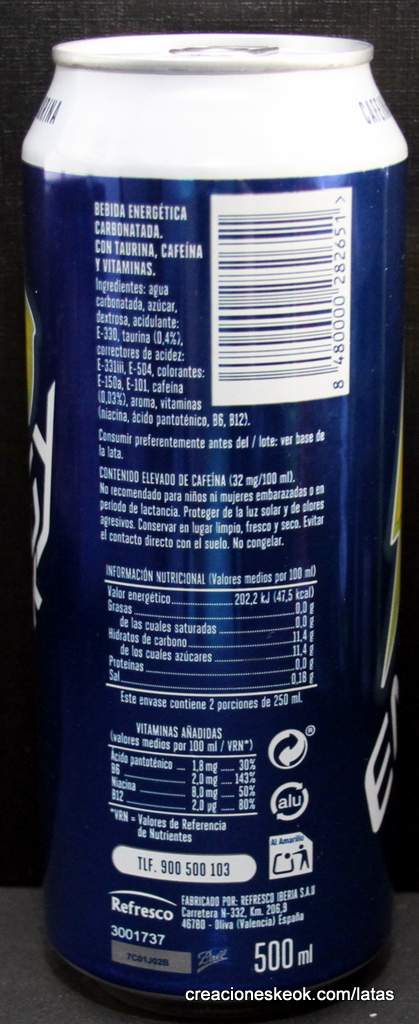 CAFEÍ
BEBIDA ENERGÉTICA
CARBONATADA.
CON TAURINA, CAFEÍNA
Y VITAMINAS.
Ingredientes: agua
carbonatada, azúcar,
dextrosa, acidulante:
E-330, taurina (0,4%),
correctores de acidez:
E-331iii, E-504, colorantes:
E-150a, E-101, cafeína
(0,03%), aroma, vitaminas
(niacina, ácido pantoténico, B6, B12).
8 480000 282651 >
Consumir preferentemente antes del / lote: ver base de
la lata.
CONTENIDO ELEVADO DE CAFEÍNA (32 mg/100 ml).
No recomendado para niños ni mujeres embarazadas o en
periodo de lactancia. Proteger de la luz solar y de olores
agresivos. Conservar en lugar limpio, fresco y seco. Evitar
el contacto directo con el suelo. No congelar.
INFORMACIÓN NUTRICIONAL (Valores medios por 100 ml)
Valor energético 202,2 kJ (47,5 kcal)
Grasas 0,0 g
de las cuales saturadas 0,0 g
Hidratos de carbono 11,4 g
de los cuales azúcares 11,4 g
Proteínas 0,0 g
Sal 0,18 g
Este envase contiene 2 porciones de 250 ml.
VITAMINAS AÑADIDAS
(valores medios por 100 ml / VRN*)
Ácido pantoténico 1,8 mg 30%
B6 2,0 mg 143%
Niacina 8,0 mg 50%
B12 2,0 µg 80%
*VRN = Valores de Referencia
de Nutrientes
®
alu
Al Amarillo
TLF. 900 500 103
Refresco
FABRICADO POR: REFRESCO IBERIA S.A.U
Carretera N-332, Km. 206,9
46780 - Oliva (Valencia) España
3001737
7C01J02B
500 ml
creacioneskeok.com/latas